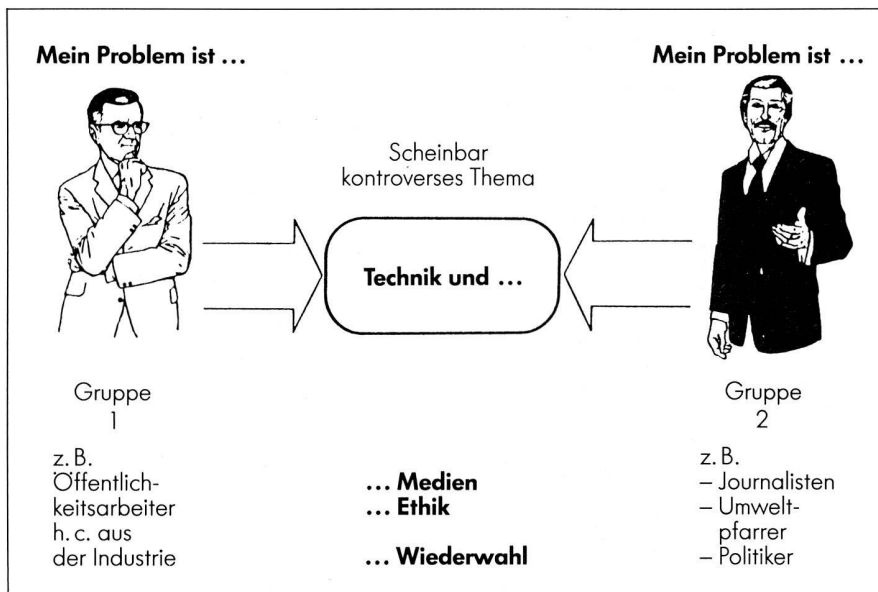 Mein Problem ist ...
Mein Problem ist ...
Scheinbar
kontroverses Thema
Technik und ...
Gruppe
1
z. B.
Öffentlich-
keitsarbeiter
h. c. aus
der Industrie
... Medien
... Ethik
... Wiederwahl
Gruppe
2
z. B.
– Journalisten
– Umwelt-
pfarrer
– Politiker